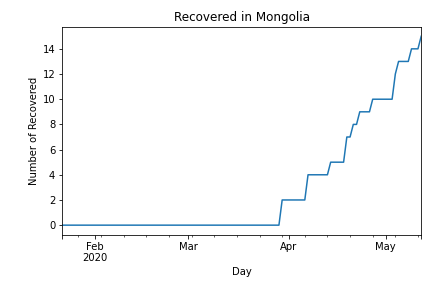 Recovered in Mongolia
Number of Recovered
14
12
10
8
6
4
2
0
Feb
2020
Mar
Apr
May
Day